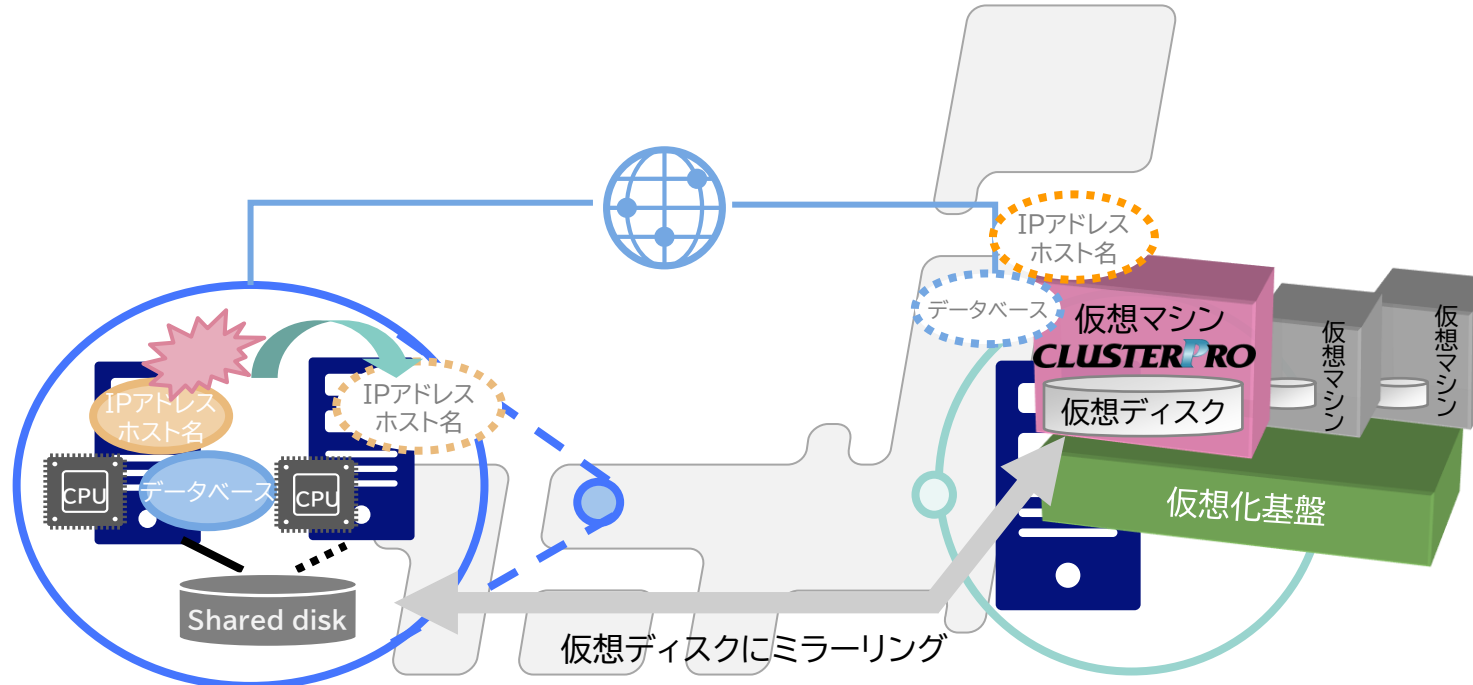 IPアドレス
ホスト名
データベース
仮想マシン
CLUSTERPRO
仮想ディスク
仮想マシン
仮想マシン
仮想化基盤
IPアドレス
ホスト名
IPアドレス
ホスト名
CPU
データベース
CPU
Shared disk
仮想ディスクにミラーリング